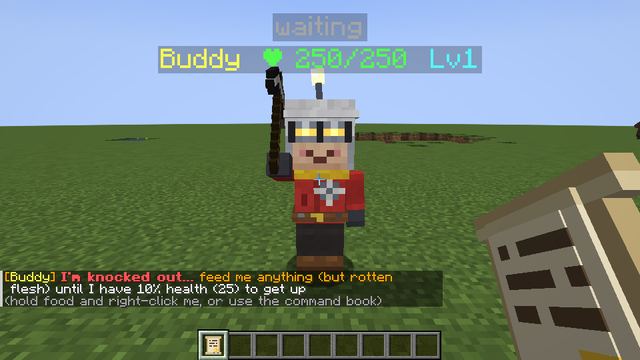 waiting
Buddy ♥ 250/250 Lv1
[Buddy] I'm knocked out... feed me anything (but rotten
flesh) until I have 10% health (25) to get up
(hold food and right-click me, or use the command book)